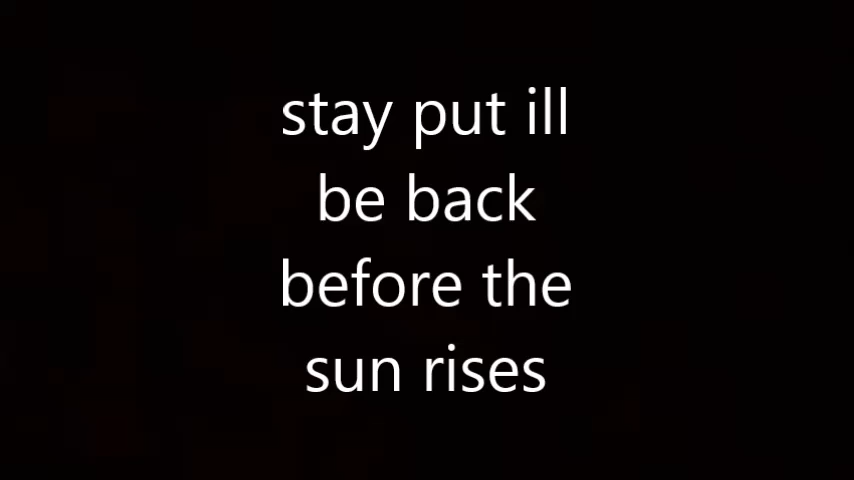 stay put ill
be back
before the
sun rises